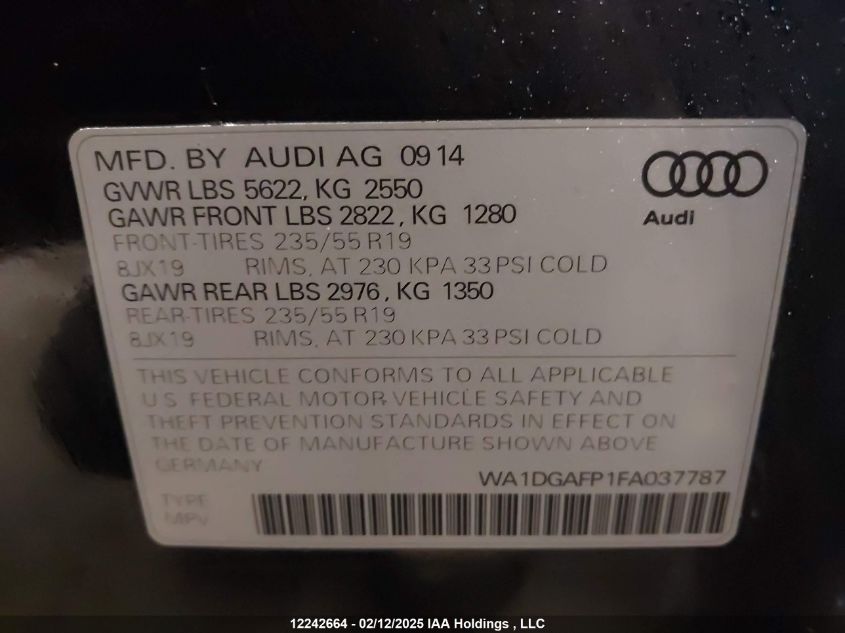 MFD. BY AUDI AG 09 14
GVWR LBS 5622, KG 2550
GAWR FRONT LBS 2822, KG 1280
FRONT-TIRES 235/55 R19
8JX19 RIMS, AT 230 KPA 33 PSI COLD
GAWR REAR LBS 2976, KG 1350
REAR-TIRES 235/55 R19
8JX19 RIMS, AT 230 KPA 33 PSI COLD
Audi
THIS VEHICLE CONFORMS TO ALL APPLICABLE
U.S. FEDERAL MOTOR VEHICLE SAFETY AND
THEFT PREVENTION STANDARDS IN EFFECT ON
THE DATE OF MANUFACTURE SHOWN ABOVE
GERMANY
WA1DGAFP1FA037787
TYPE
MPV
12242664 - 02/12/2025 IAA Holdings , LLC